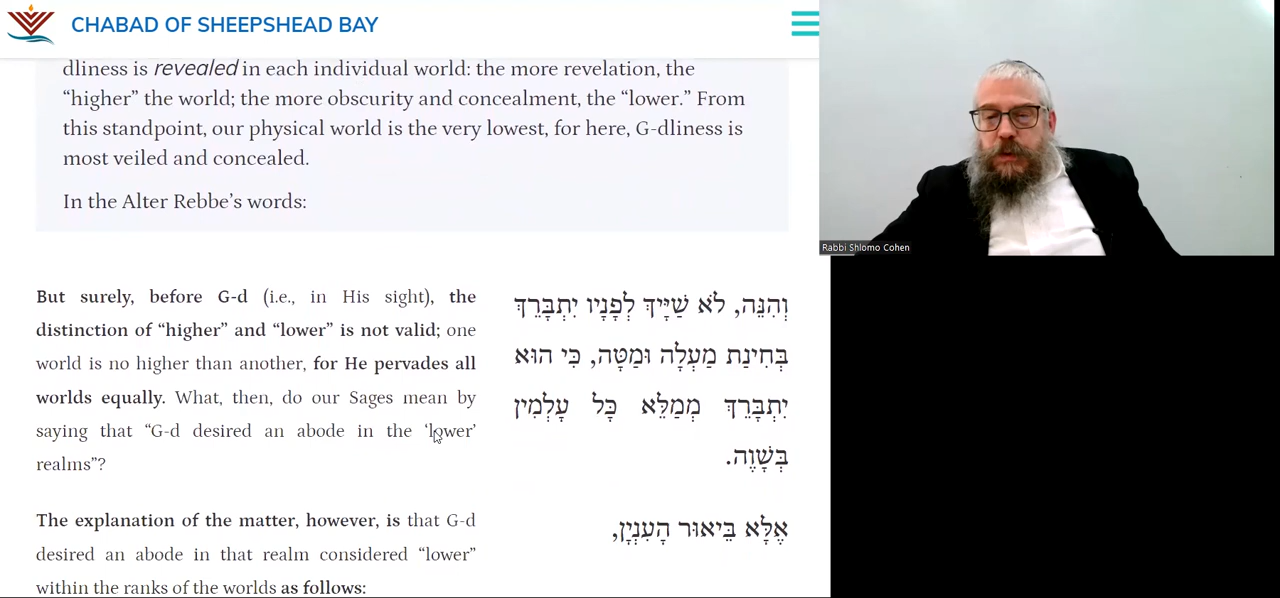 CHABAD OF SHEEPSHEAD BAY
dliness is revealed in each individual world: the more revelation, the
“higher” the world; the more obscurity and concealment, the “lower.” From
this standpoint, our physical world is the very lowest, for here, G-dliness is
most veiled and concealed.
In the Alter Rebbe’s words:
But surely, before G-d (i.e., in His sight), the
distinction of “higher” and “lower” is not valid; one
world is no higher than another, for He pervades all
worlds equally. What, then, do our Sages mean by
saying that “G-d desired an abode in the ‘lower’
realms”?
The explanation of the matter, however, is that G-d
desired an abode in that realm considered “lower”
within the ranks of the worlds as follows:
וְהִנֵּה, לֹא שַׁיָּיךְ לְפָנָיו יִתְבָּרֵךְ
בְּחִינַת מַעְלָה וּמַטָּה, כִּי הוּא
יִתְבָּרֵךְ מְמַלֵּא כָּל עָלְמִין
בְּשָׁוֶה.
אֶלָּא בֵּיאוּר הָעִנְיָן,
Rabbi Shlomo Cohen